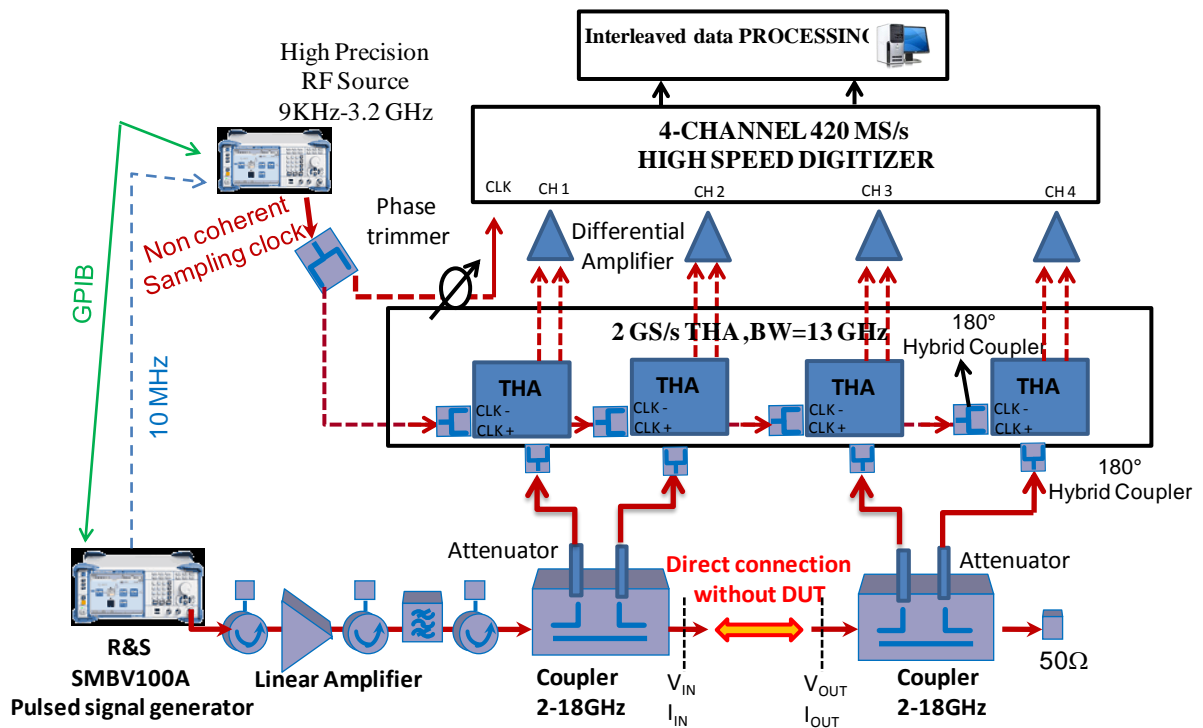 Interleaved data PROCESSING
High Precision
RF Source
9KHz-3.2 GHz
4-CHANNEL 420 MS/s
HIGH SPEED DIGITIZER
CLK
CH 1
CH 2
CH 3
CH 4
Phase
trimmer
Non coherent
Sampling clock
Differential
Amplifier
GPIB
10 MHz
2 GS/s THA ,BW=13 GHz
180°
Hybrid Coupler
THA
CLK -
CLK +
THA
CLK -
CLK +
THA
CLK -
CLK +
THA
CLK -
CLK +
180°
Hybrid Coupler
Attenuator
Direct connection
without DUT
Attenuator
R&S
SMBV100A
Pulsed signal generator
Linear Amplifier
Coupler
2-18GHz
V_IN
I_IN
V_OUT
I_OUT
Coupler
2-18GHz
50Ω